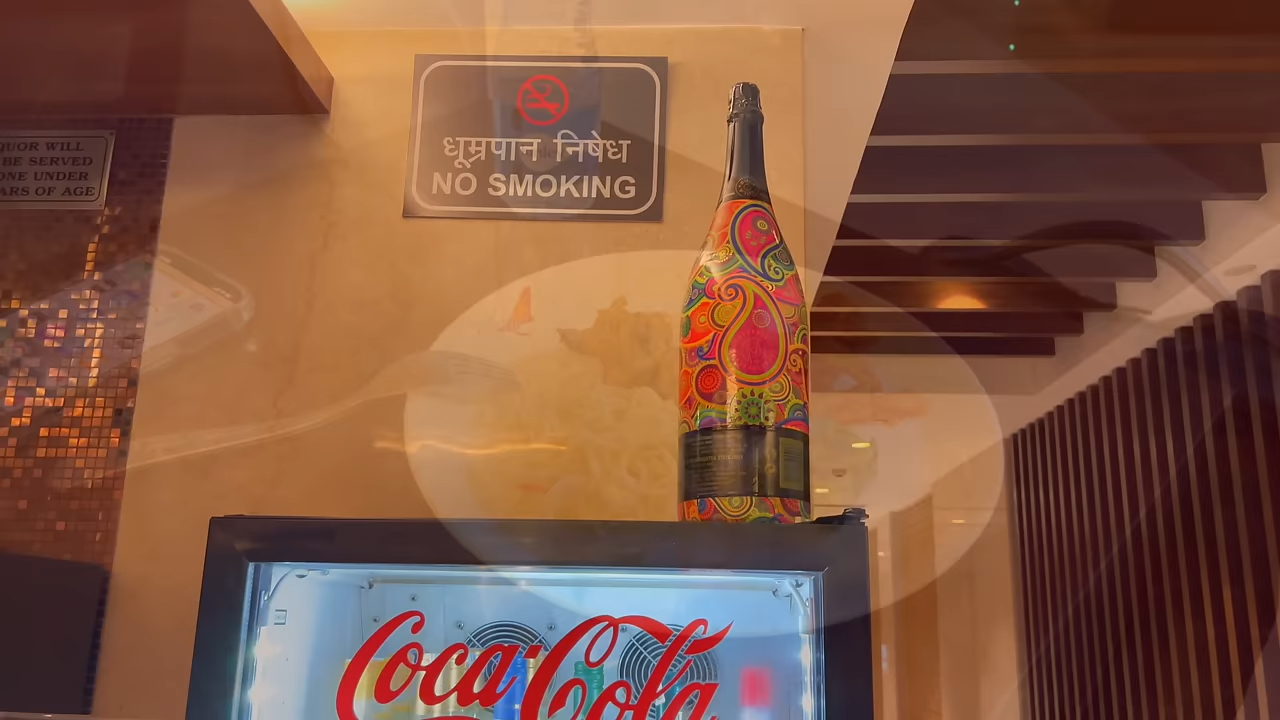 QUOR WILL
BE SERVED
ONE UNDER
ARS OF AGE
धूम्रपान निषेध
NO SMOKING
Coca-Cola